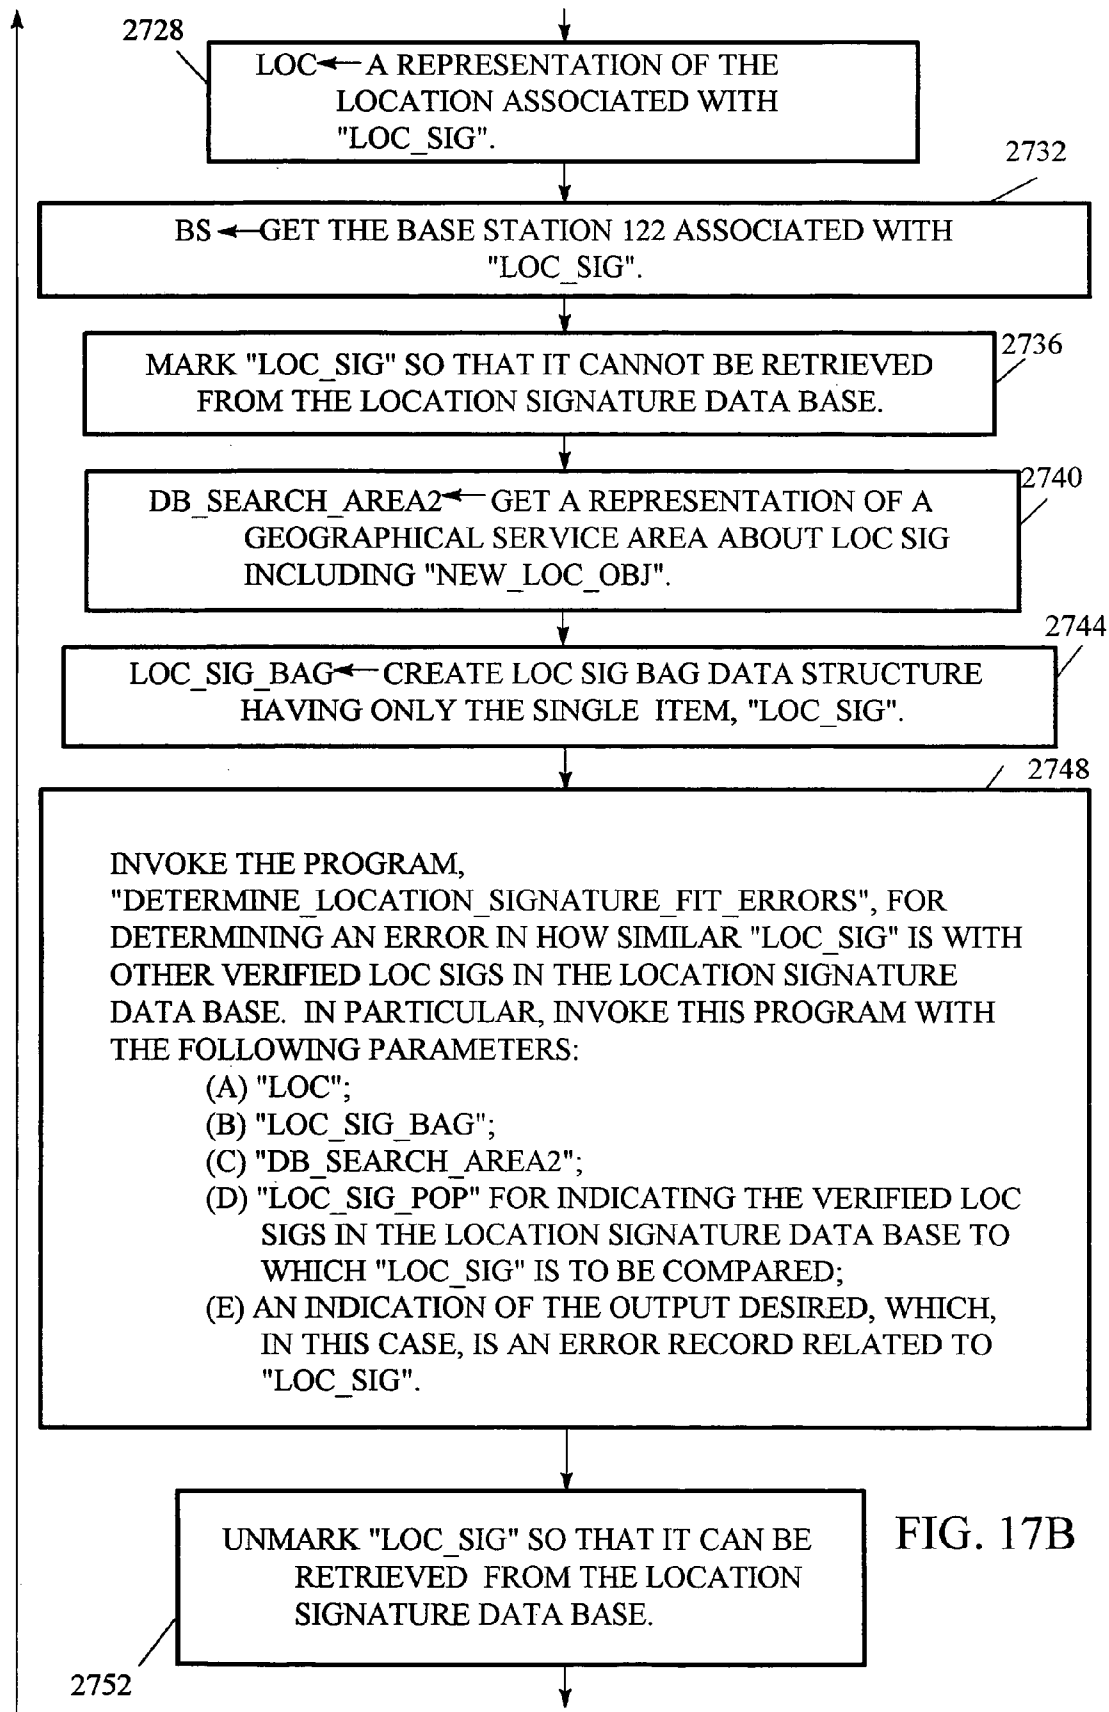 2728
LOC← A REPRESENTATION OF THE
LOCATION ASSOCIATED WITH
"LOC_SIG".
2732
BS ← GET THE BASE STATION 122 ASSOCIATED WITH
"LOC_SIG".
2736
MARK "LOC_SIG" SO THAT IT CANNOT BE RETRIEVED
FROM THE LOCATION SIGNATURE DATA BASE.
2740
DB_SEARCH_AREA2← GET A REPRESENTATION OF A
GEOGRAPHICAL SERVICE AREA ABOUT LOC SIG
INCLUDING "NEW_LOC_OBJ".
2744
LOC_SIG_BAG← CREATE LOC SIG BAG DATA STRUCTURE
HAVING ONLY THE SINGLE ITEM, "LOC_SIG".
2748
INVOKE THE PROGRAM,
"DETERMINE_LOCATION_SIGNATURE_FIT_ERRORS", FOR
DETERMINING AN ERROR IN HOW SIMILAR "LOC_SIG" IS WITH
OTHER VERIFIED LOC SIGS IN THE LOCATION SIGNATURE
DATA BASE. IN PARTICULAR, INVOKE THIS PROGRAM WITH
THE FOLLOWING PARAMETERS:
(A) "LOC";
(B) "LOC_SIG_BAG";
(C) "DB_SEARCH_AREA2";
(D) "LOC_SIG_POP" FOR INDICATING THE VERIFIED LOC
SIGS IN THE LOCATION SIGNATURE DATA BASE TO
WHICH "LOC_SIG" IS TO BE COMPARED;
(E) AN INDICATION OF THE OUTPUT DESIRED, WHICH,
IN THIS CASE, IS AN ERROR RECORD RELATED TO
"LOC_SIG".
UNMARK "LOC_SIG" SO THAT IT CAN BE
RETRIEVED FROM THE LOCATION
SIGNATURE DATA BASE.
FIG. 17B
2752